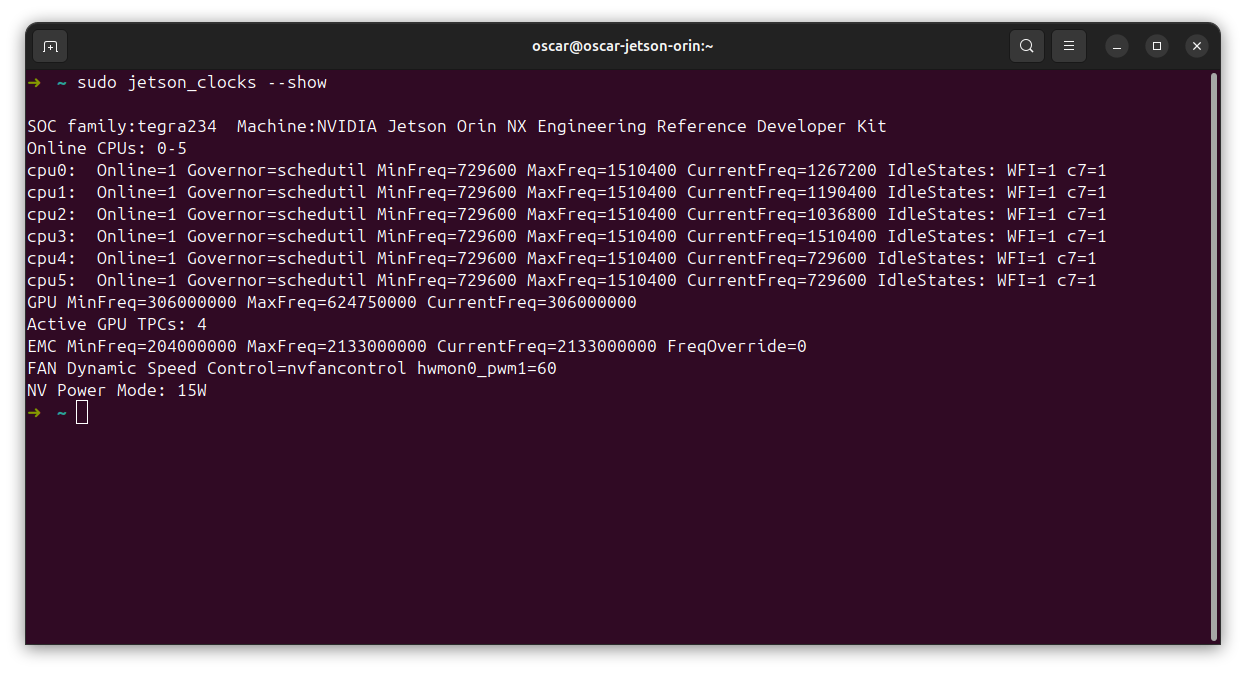 oscar@oscar-jetson-orin:~
➜ ~ sudo jetson_clocks --show
SOC family:tegra234  Machine:NVIDIA Jetson Orin NX Engineering Reference Developer Kit
Online CPUs: 0-5
cpu0:  Online=1 Governor=schedutil MinFreq=729600 MaxFreq=1510400 CurrentFreq=1267200 IdleStates: WFI=1 c7=1
cpu1:  Online=1 Governor=schedutil MinFreq=729600 MaxFreq=1510400 CurrentFreq=1190400 IdleStates: WFI=1 c7=1
cpu2:  Online=1 Governor=schedutil MinFreq=729600 MaxFreq=1510400 CurrentFreq=1036800 IdleStates: WFI=1 c7=1
cpu3:  Online=1 Governor=schedutil MinFreq=729600 MaxFreq=1510400 CurrentFreq=1510400 IdleStates: WFI=1 c7=1
cpu4:  Online=1 Governor=schedutil MinFreq=729600 MaxFreq=1510400 CurrentFreq=729600 IdleStates: WFI=1 c7=1
cpu5:  Online=1 Governor=schedutil MinFreq=729600 MaxFreq=1510400 CurrentFreq=729600 IdleStates: WFI=1 c7=1
GPU MinFreq=306000000 MaxFreq=624750000 CurrentFreq=306000000
Active GPU TPCs: 4
EMC MinFreq=204000000 MaxFreq=2133000000 CurrentFreq=2133000000 FreqOverride=0
FAN Dynamic Speed Control=nvfancontrol hwmon0_pwm1=60
NV Power Mode: 15W
➜ ~